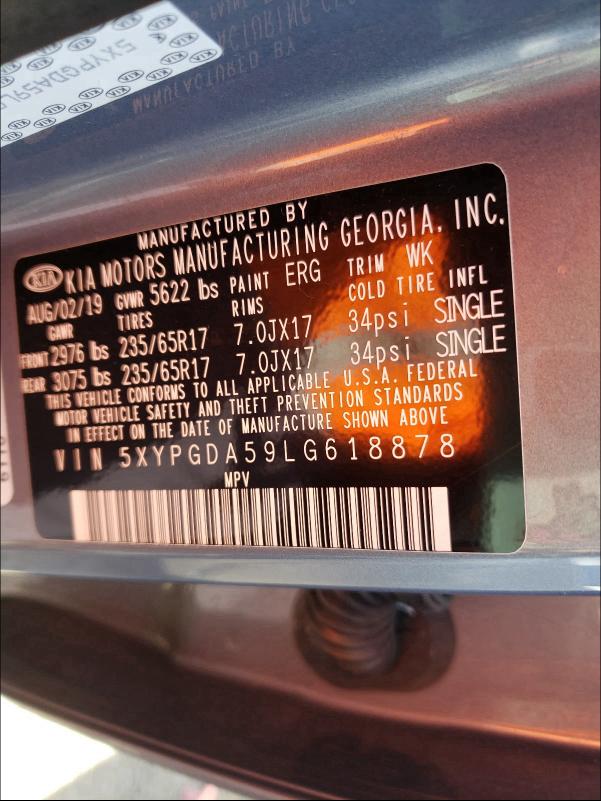 5XYPGDA59L
KIA
MANUFACTURED BY
KIA KIA MOTORS MANUFACTURING GEORGIA, INC.
AUG/02/19 GVWR 5622 lbs PAINT ERG TRIM WK
GAWR TIRES RIMS COLD TIRE INFL
FRONT 2976 lbs 235/65R17 7.0JX17 34psi SINGLE
REAR 3075 lbs 235/65R17 7.0JX17 34psi SINGLE
THIS VEHICLE CONFORMS TO ALL APPLICABLE U.S.A. FEDERAL
MOTOR VEHICLE SAFETY AND THEFT PREVENTION STANDARDS
IN EFFECT ON THE DATE OF MANUFACTURE SHOWN ABOVE
VIN 5XYPGDA59LG618878
MPV